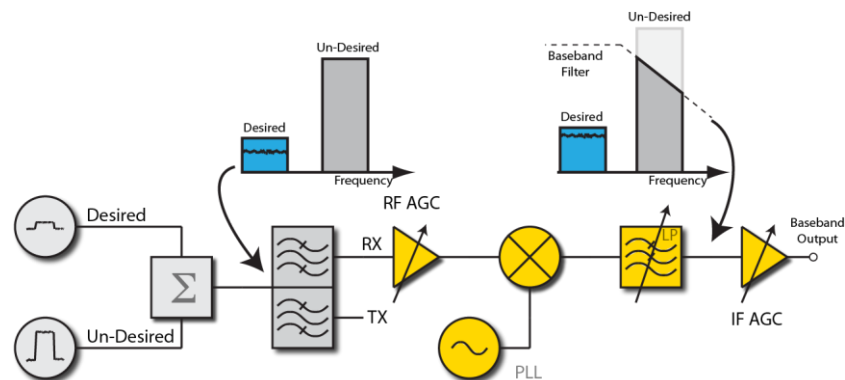 Un-Desired
Un-Desired
Baseband
Filter
Desired
Desired
Frequency
Frequency
RF AGC
Desired
RX
LP
Baseband
Output
Σ
Un-Desired
TX
IF AGC
PLL